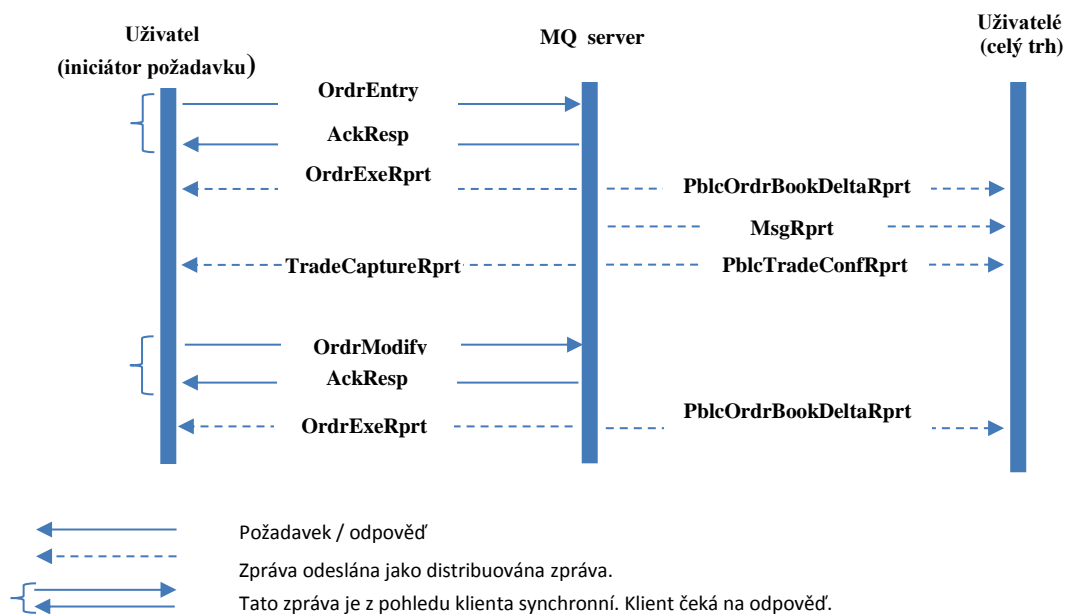 Uživatel
(iniciátor požadavku)
MQ server
Uživatelé
(celý trh)
OrdrEntry
AckResp
OrdrExeRprt
PblcOrdrBookDeltaRprt
MsgRprt
TradeCaptureRprt
PblcTradeConfRprt
OrdrModify
AckResp
PblcOrdrBookDeltaRprt
OrdrExeRprt
Požadavek / odpověď
Zpráva odeslána jako distribuována zpráva.
Tato zpráva je z pohledu klienta synchronní. Klient čeká na odpověď.